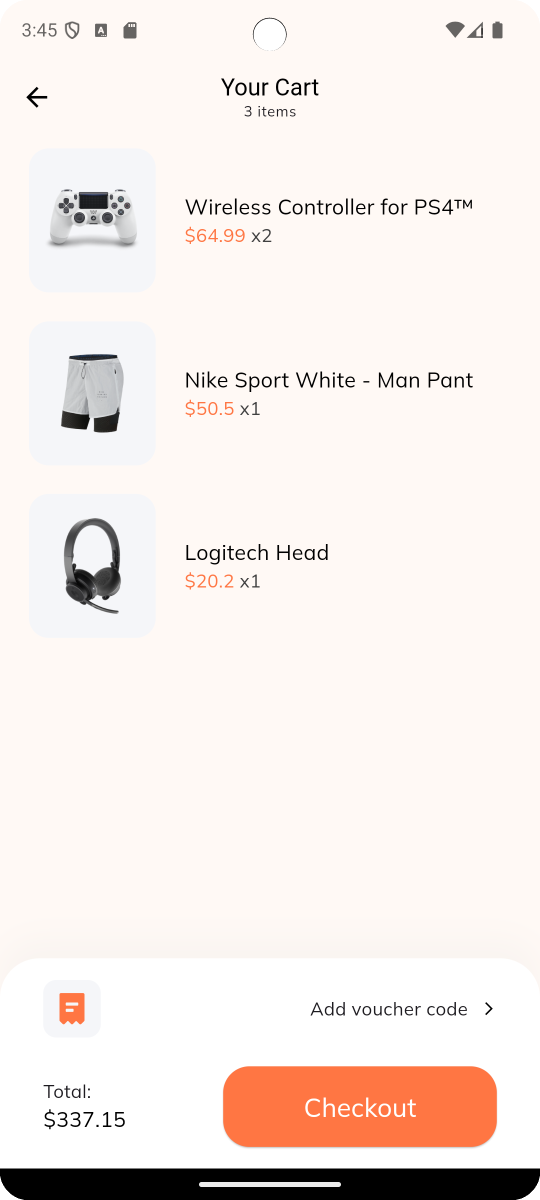 3:45
Your Cart
3 items
Wireless Controller for PS4™
$64.99 x2
Nike Sport White - Man Pant
$50.5 x1
Logitech Head
$20.2 x1
Add voucher code
Total:
$337.15
Checkout